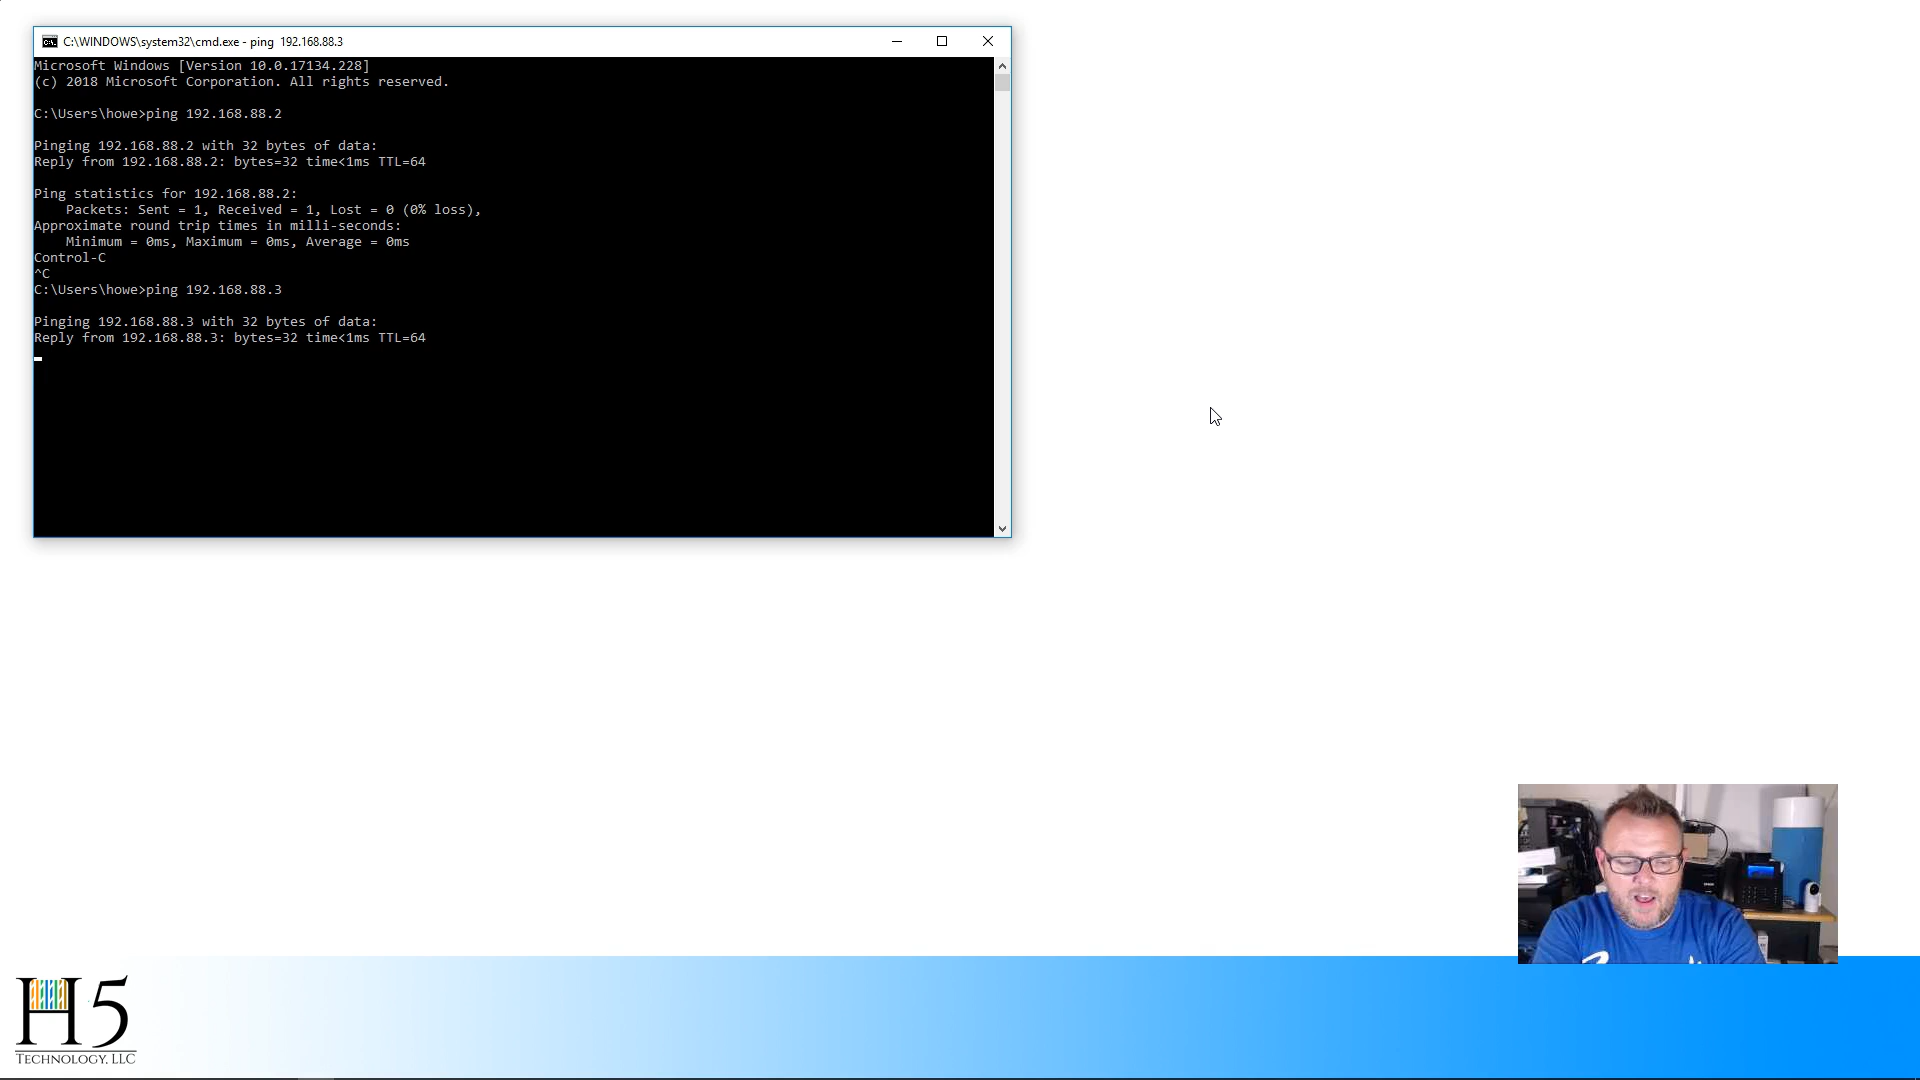 C:\WINDOWS\system32\cmd.exe - ping  192.168.88.3
Microsoft Windows [Version 10.0.17134.228]
(c) 2018 Microsoft Corporation. All rights reserved.
C:\Users\howe>ping 192.168.88.2
Pinging 192.168.88.2 with 32 bytes of data:
Reply from 192.168.88.2: bytes=32 time<1ms TTL=64
Ping statistics for 192.168.88.2:
    Packets: Sent = 1, Received = 1, Lost = 0 (0% loss),
Approximate round trip times in milli-seconds:
    Minimum = 0ms, Maximum = 0ms, Average = 0ms
Control-C
^C
C:\Users\howe>ping 192.168.88.3
Pinging 192.168.88.3 with 32 bytes of data:
Reply from 192.168.88.3: bytes=32 time<1ms TTL=64
H5
TECHNOLOGY, LLC